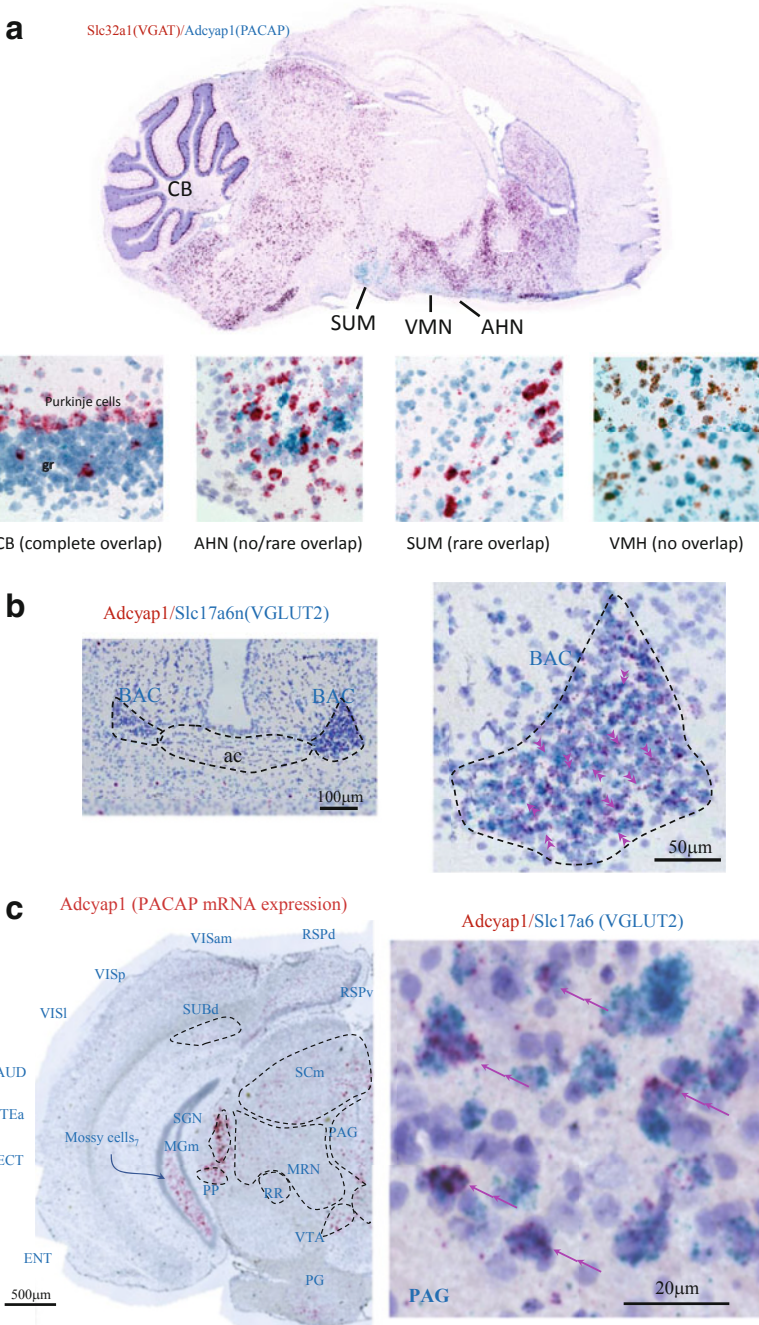 a
Slc32a1(VGAT)/Adcyap1(PACAP)
CB
SUM
VMN
AHN
Purkinje cells
gr
CB (complete overlap)
AHN (no/rare overlap)
SUM (rare overlap)
VMH (no overlap)
b
Adcyap1/Slc17a6n(VGLUT2)
BAC
BAC
ac
100μm
BAC
50μm
c
Adcyap1 (PACAP mRNA expression)
VISam
RSPd
VISp
RSPv
VISl
SUBd
SCm
AUD
TEa
SGN
PAG
Mossy cells
MGm
ECT
MRN
PP
RR
VTA
ENT
PG
500μm
Adcyap1/Slc17a6 (VGLUT2)
PAG
20μm